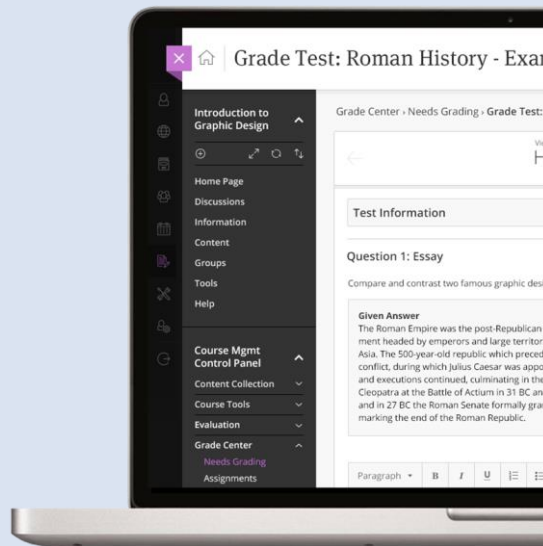 Grade Test: Roman History - Exa
Introduction to
Graphic Design
Home Page
Discussions
Information
Content
Groups
Tools
Help
Course Mgmt
Control Panel
Content Collection
Course Tools
Evaluation
Grade Center
Needs Grading
Assignments
Grade Center › Needs Grading › Grade Test:
Test Information
Question 1: Essay
Compare and contrast two famous graphic des
Given Answer
The Roman Empire was the post-Republican
ment headed by emperors and large territor
Asia. The 500-year-old republic which preced
conflict, during which Julius Caesar was appo
and executions continued, culminating in the
Cleopatra at the Battle of Actium in 31 BC an
and in 27 BC the Roman Senate formally gra
marking the end of the Roman Republic.
Paragraph B I U